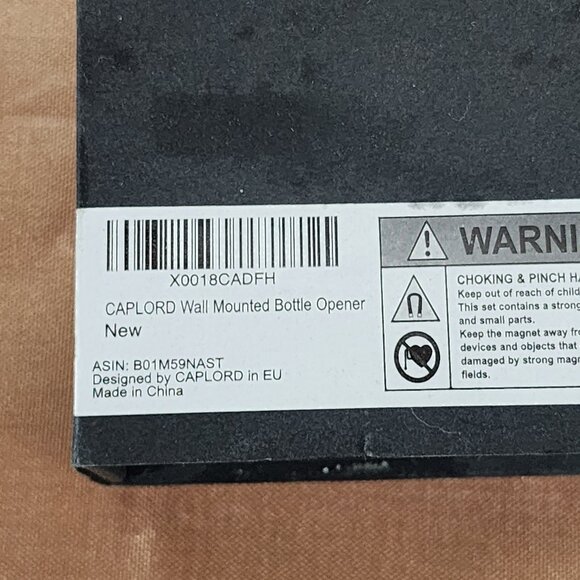 X0018CADFH
CAPLORD Wall Mounted Bottle Opener
New
ASIN: B01M59NAST
Designed by CAPLORD in EU
Made in China
WARNI
CHOKING & PINCH HA
Keep out of reach of child
This set contains a strong
and small parts.
Keep the magnet away fro
devices and objects that
damaged by strong magn
fields.